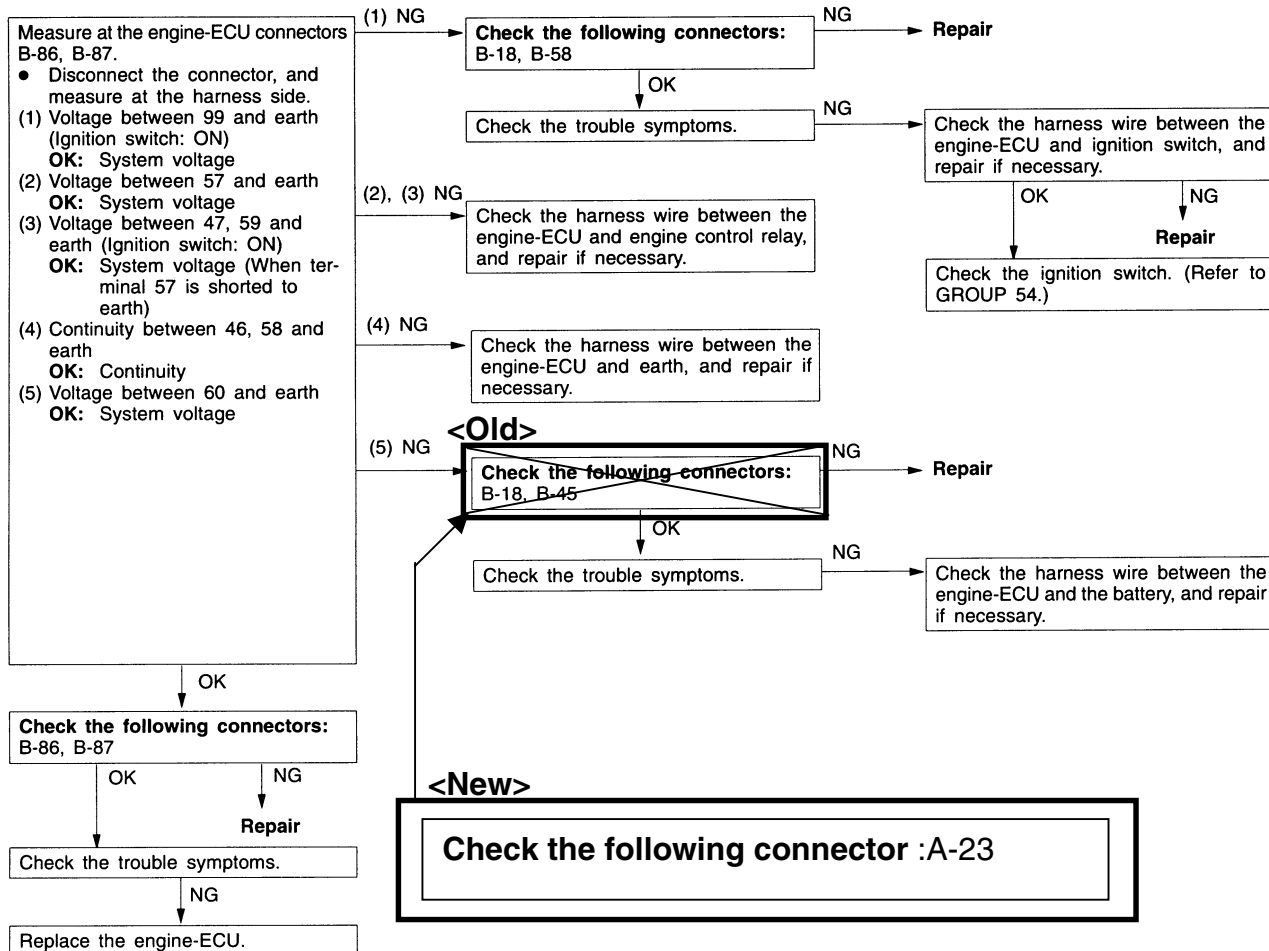 Measure at the engine-ECU connectors
B-86, B-87.
● Disconnect the connector, and
measure at the harness side.
(1) Voltage between 99 and earth
(Ignition switch: ON)
OK: System voltage
(2) Voltage between 57 and earth
OK: System voltage
(3) Voltage between 47, 59 and
earth (Ignition switch: ON)
OK: System voltage (When ter-
minal 57 is shorted to
earth)
(4) Continuity between 46, 58 and
earth
OK: Continuity
(5) Voltage between 60 and earth
OK: System voltage
(1) NG
Check the following connectors:
B-18, B-58
NG
Repair
OK
Check the trouble symptoms.
NG
Check the harness wire between the
engine-ECU and ignition switch, and
repair if necessary.
OK
NG
Repair
Check the ignition switch. (Refer to
GROUP 54.)
(2), (3) NG
Check the harness wire between the
engine-ECU and engine control relay,
and repair if necessary.
(4) NG
Check the harness wire between the
engine-ECU and earth, and repair if
necessary.
<Old>
(5) NG
Check the following connectors:
B-18, B-45
NG
Repair
OK
Check the trouble symptoms.
NG
Check the harness wire between the
engine-ECU and the battery, and repair
if necessary.
OK
Check the following connectors:
B-86, B-87
OK
NG
Repair
Check the trouble symptoms.
NG
Replace the engine-ECU.
<New>
Check the following connector :A-23